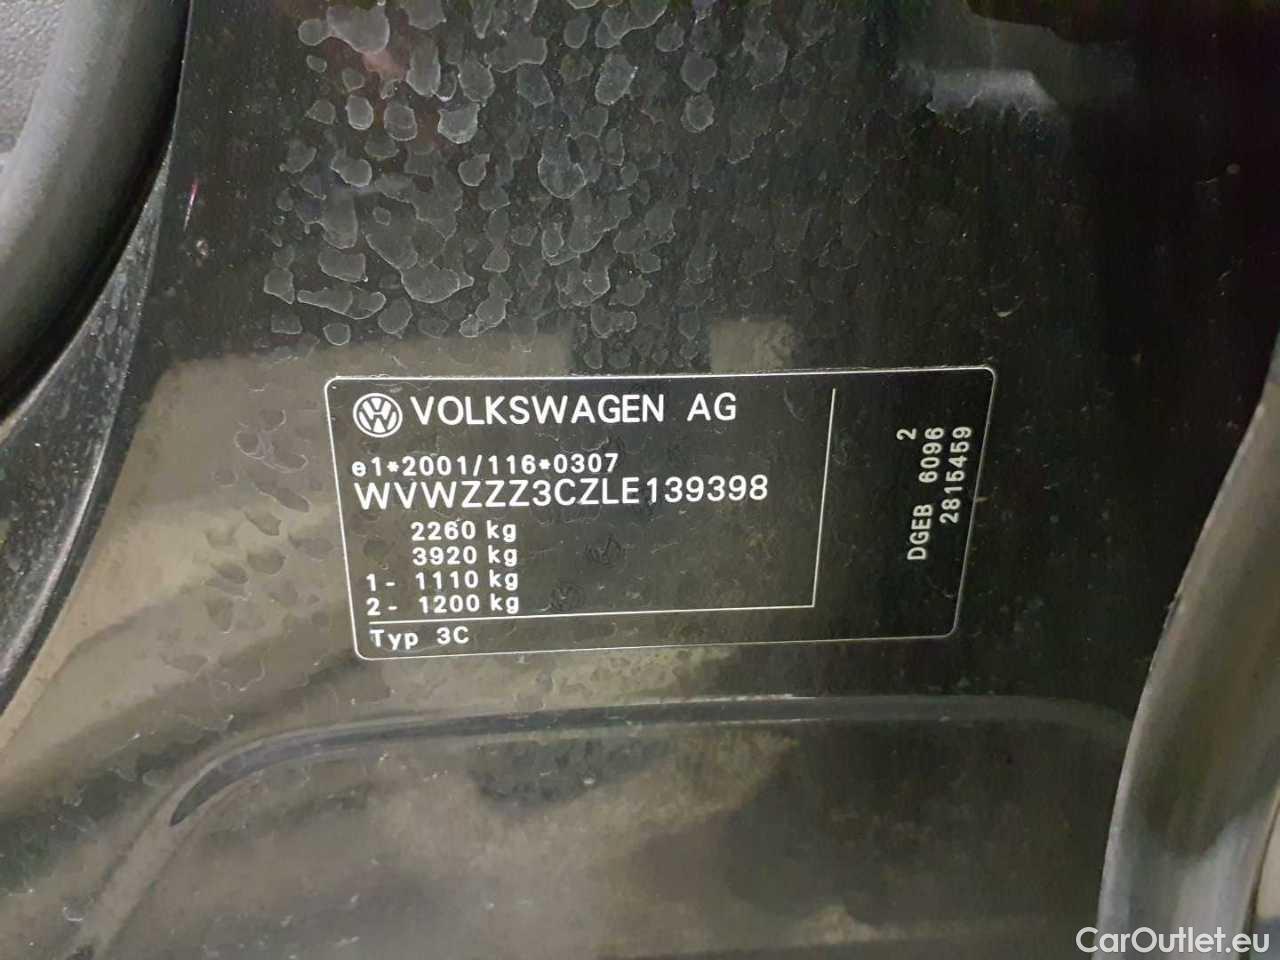 VOLKSWAGEN AG
e1*2001/116*0307
WVWZZZ3CZLE139398
2260 kg
3920 kg
1- 1110 kg
2- 1200 kg
Typ 3C
2
DGEB 6096
2815459
CarOutlet.eu